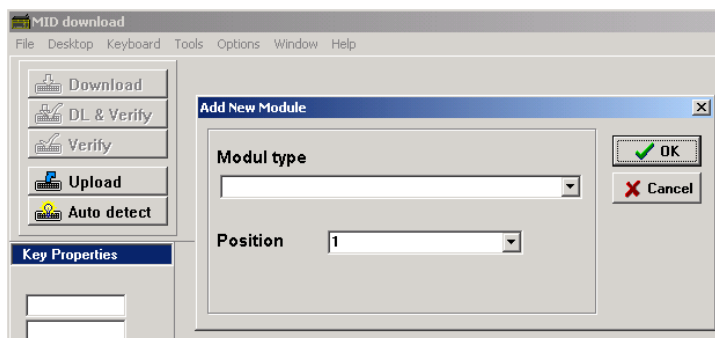 MID download
File Desktop Keyboard Tools Options Window Help
Download
DL & Verify
Verify
Upload
Auto detect
Key Properties
Add New Module
Modul type
Position 1
OK
Cancel